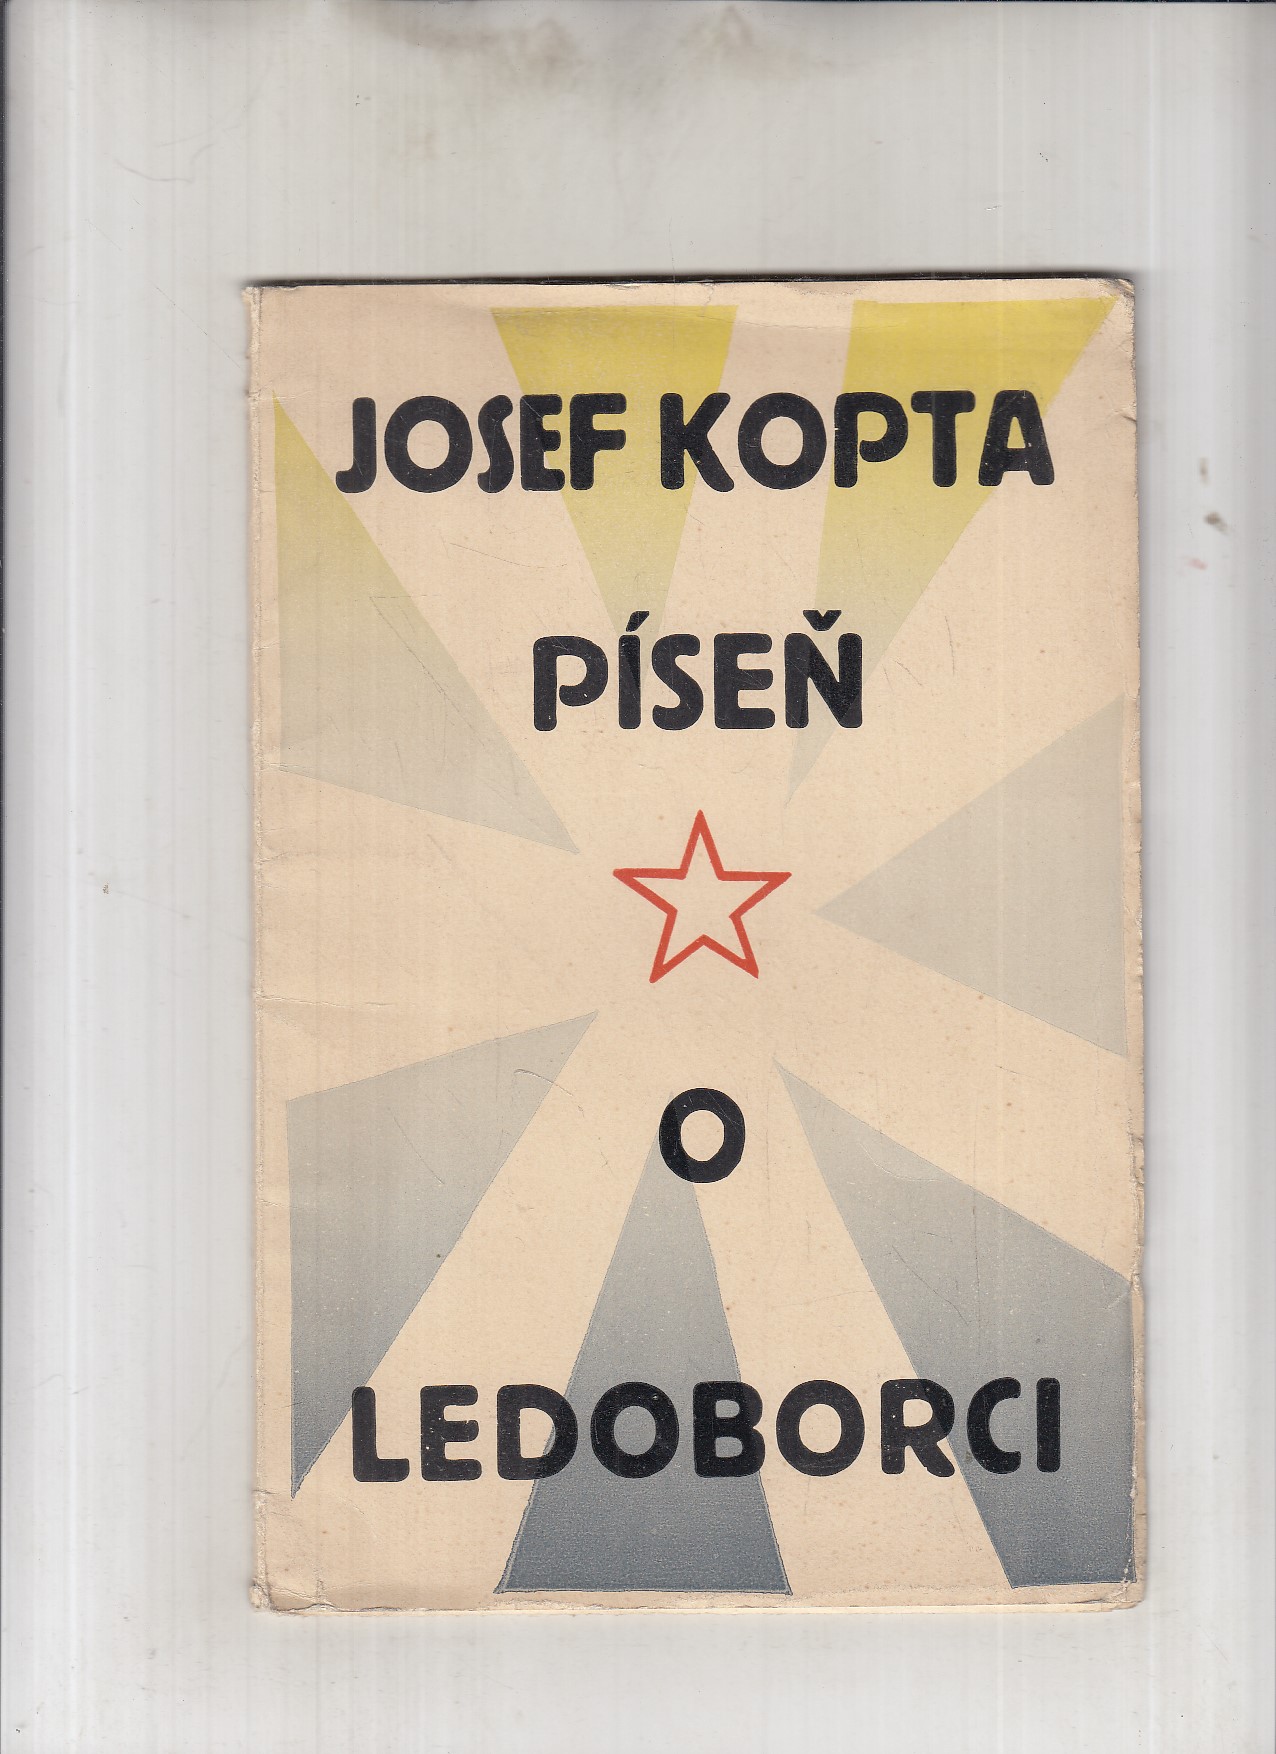 JOSEF KOPTA
PÍSEŇ
O
LEDOBORCI